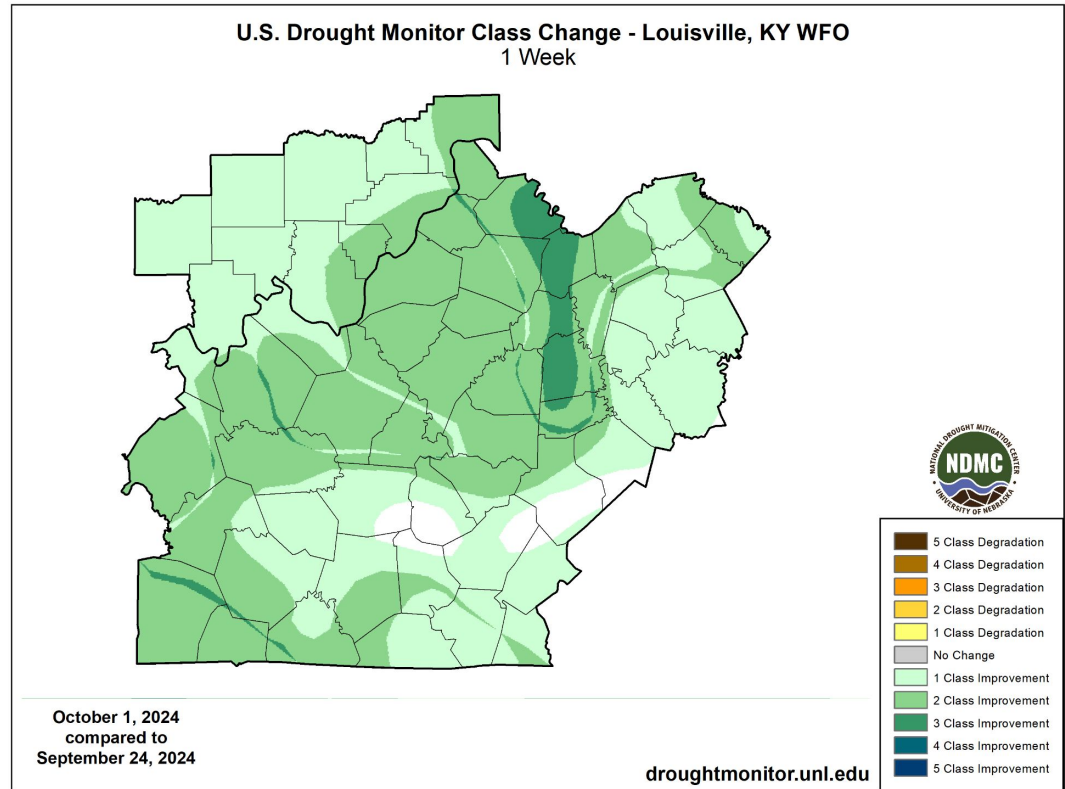 U.S. Drought Monitor Class Change - Louisville, KY WFO
1 Week
NATIONAL DROUGHT MITIGATION CENTER
NDMC
UNIVERSITY OF NEBRASKA
5 Class Degradation
4 Class Degradation
3 Class Degradation
2 Class Degradation
1 Class Degradation
No Change
1 Class Improvement
2 Class Improvement
3 Class Improvement
4 Class Improvement
5 Class Improvement
October 1, 2024
compared to
September 24, 2024
droughtmonitor.unl.edu